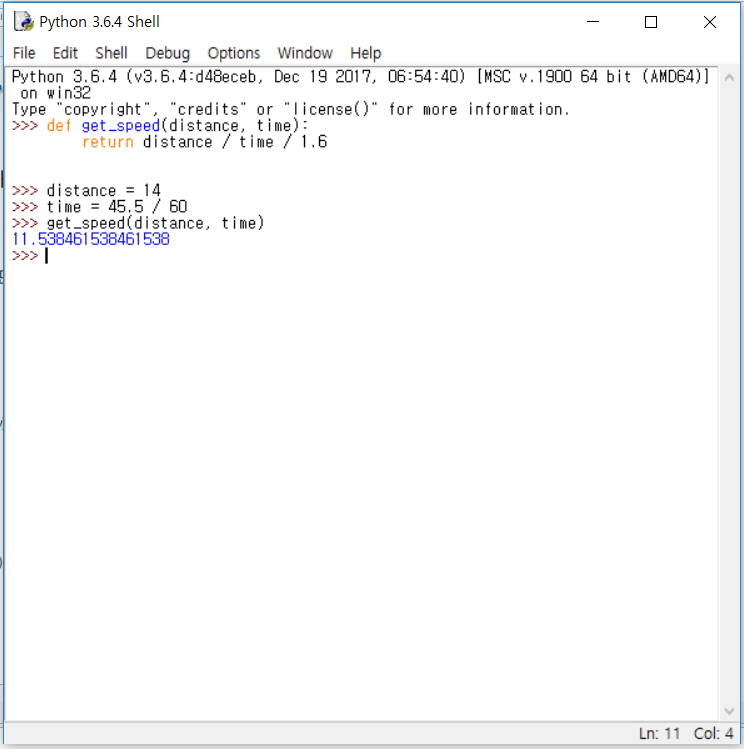 Python 3.6.4 Shell
File Edit Shell Debug Options Window Help
Python 3.6.4 (v3.6.4:d48eceb, Dec 19 2017, 06:54:40) [MSC v.1900 64 bit (AMD64)]
 on win32
Type "copyright", "credits" or "license()" for more information.
>>> def get_speed(distance, time):
        return distance / time / 1.6
>>> distance = 14
>>> time = 45.5 / 60
>>> get_speed(distance, time)
11.538461538461538
>>>
Ln: 11 Col: 4